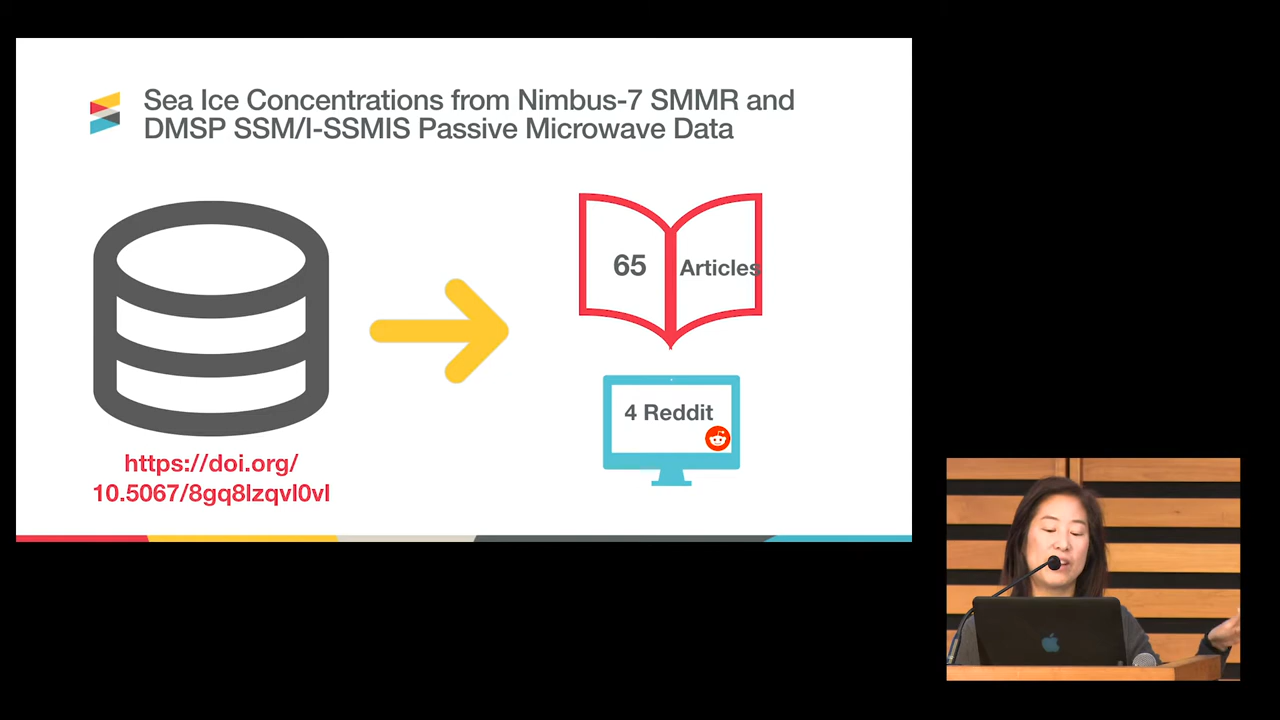 Sea Ice Concentrations from Nimbus-7 SMMR and
DMSP SSM/I-SSMIS Passive Microwave Data
65 Articles
4 Reddit
https://doi.org/
10.5067/8gq8lzqvl0vl